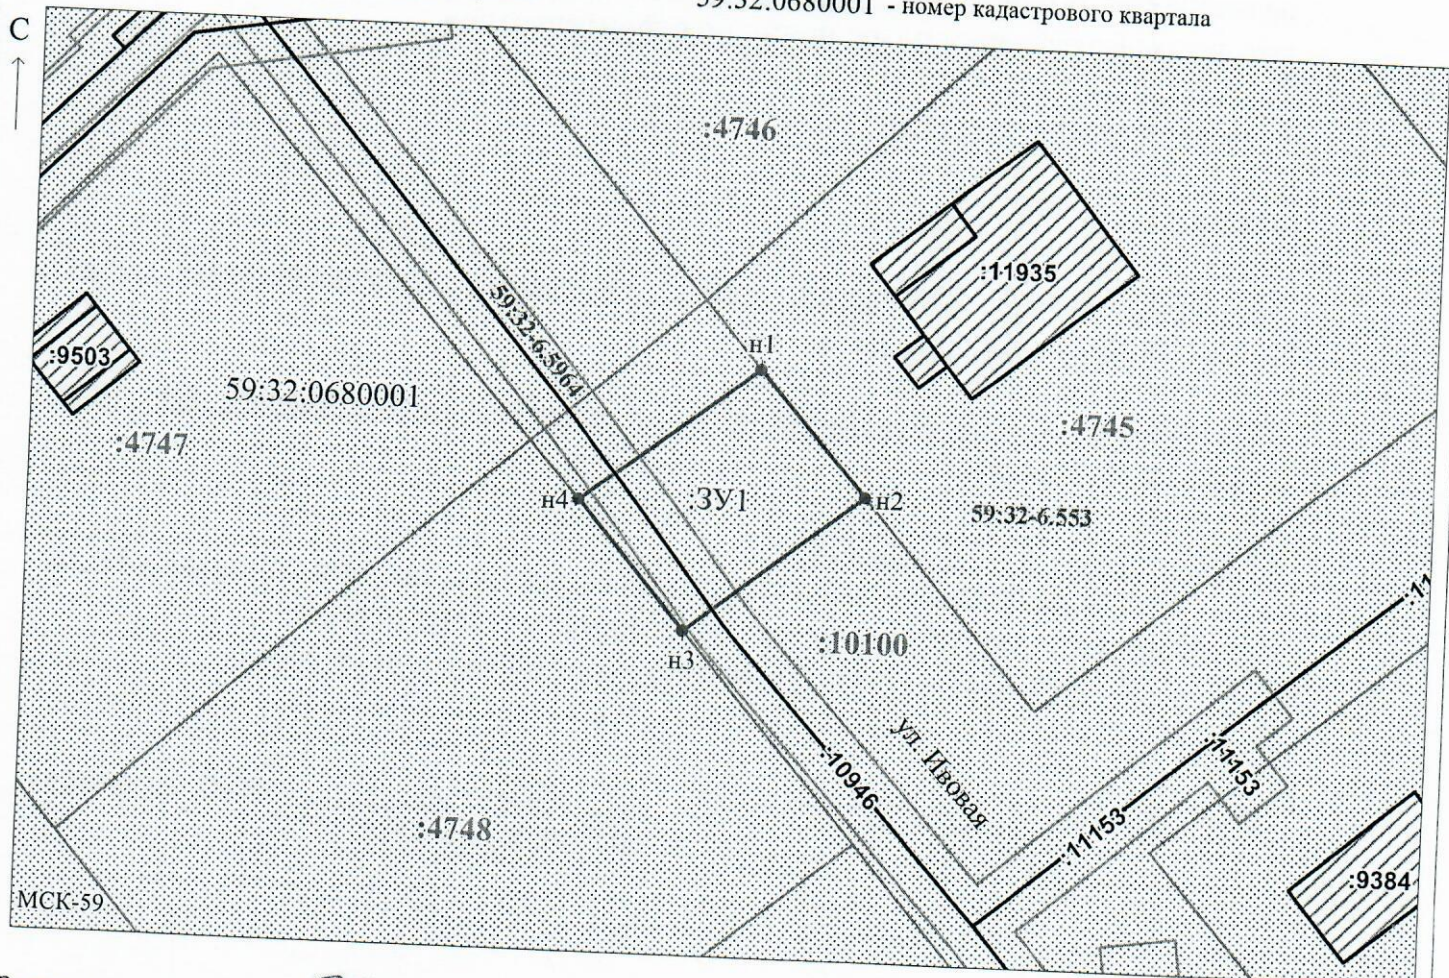 59:32:0680001 - номер кадастрового квартала
С
:4746
:11935
59:32-6.5964
н1
:9503
59:32:0680001
:4747
:4745
н4
:ЗУ1
н2
59:32-6.553
:10100
н3
ул. Ивовая
:10946
:11153
:11153
:4748
:9384
МСК-59